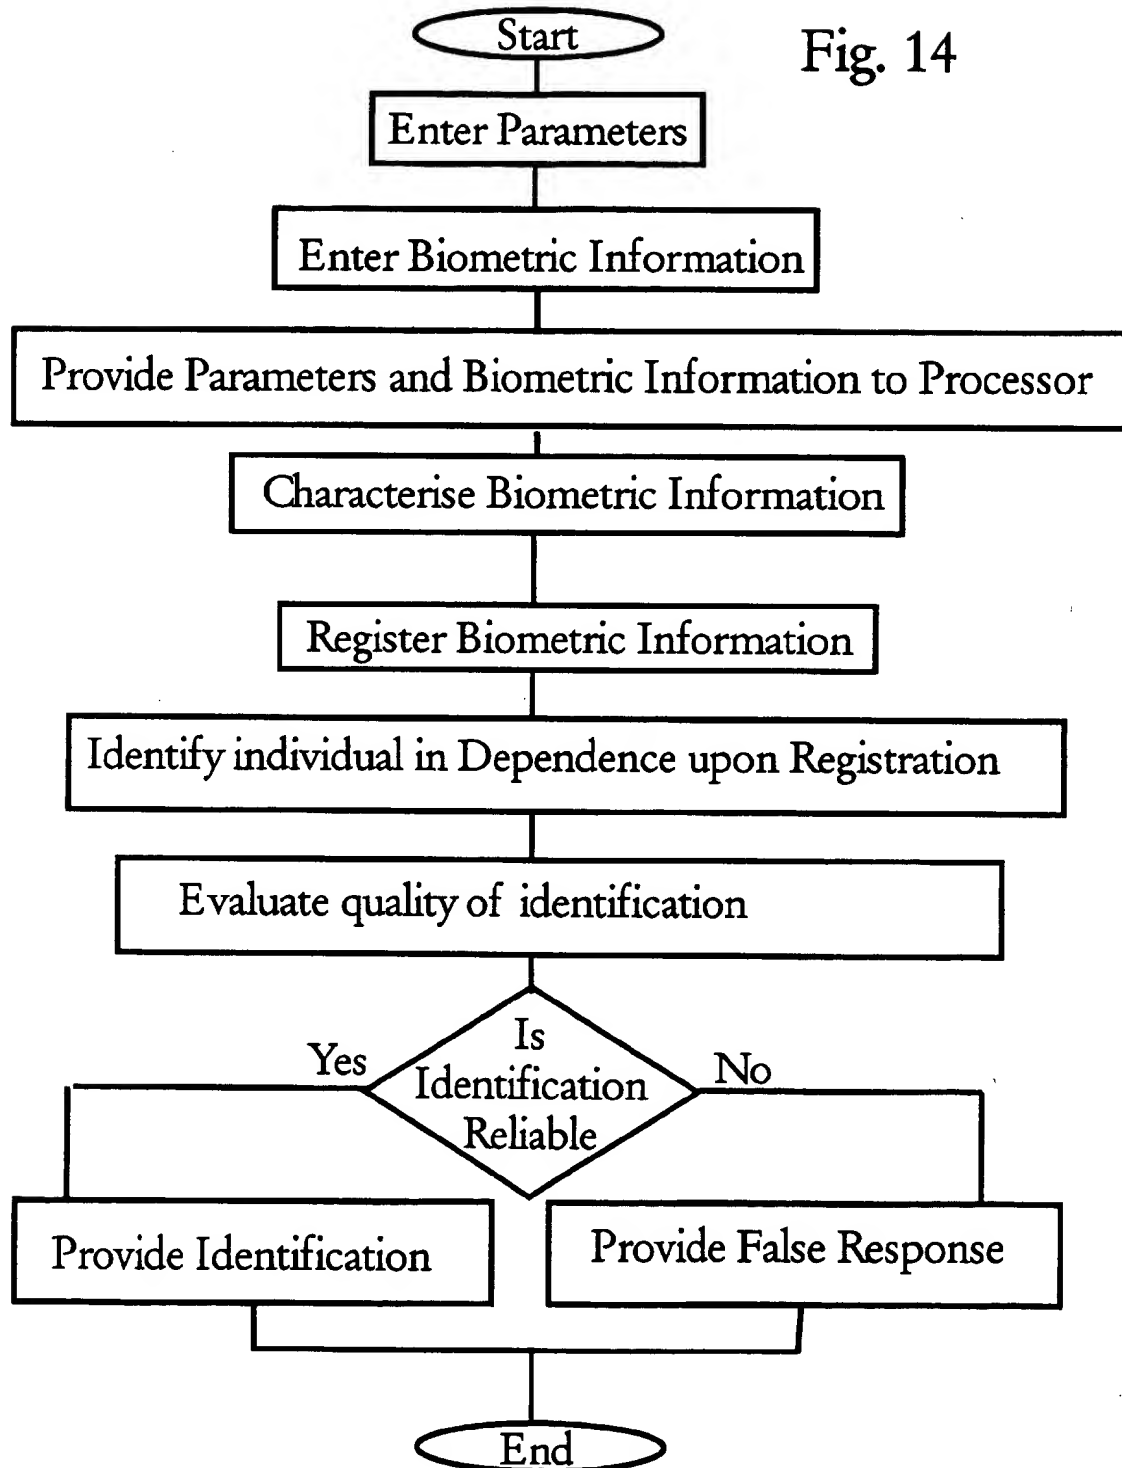 Fig. 14
Start
Enter Parameters
Enter Biometric Information
Provide Parameters and Biometric Information to Processor
Characterise Biometric Information
Register Biometric Information
Identify individual in Dependence upon Registration
Evaluate quality of identification
Is
Identification
Reliable
Yes
No
Provide Identification
Provide False Response
End